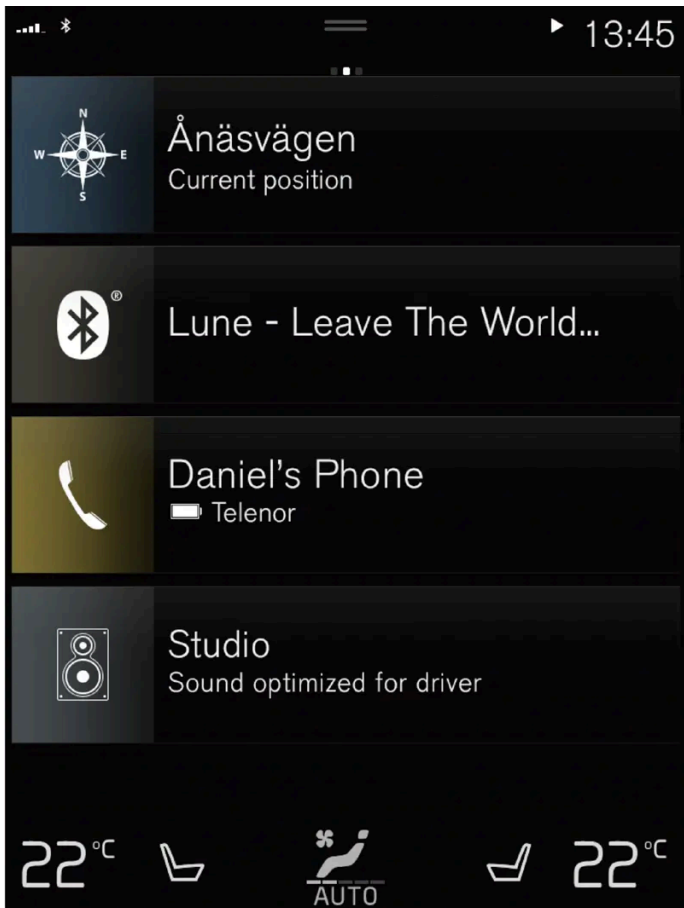 13:45
N
W E
S
Ånäsvägen
Current position
®
Lune - Leave The World...
Daniel's Phone
Telenor
Studio
Sound optimized for driver
22°C
22°C
AUTO